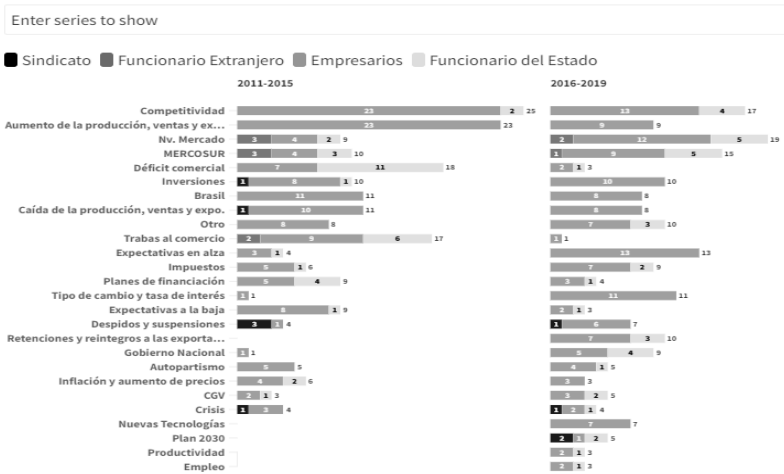 Enter series to show
Sindicato Funcionario Extranjero Empresarios Funcionario del Estado
2011-2015 2016-2019
Competitividad 23 2 25 13 4 17
Aumento de la producción, ventas y ex... 23 23 9 9
Nv. Mercado 3 4 2 9 2 12 5 19
MERCOSUR 3 4 3 10 1 9 5 15
Déficit comercial 7 11 18 2 1 3
Inversiones 1 8 1 10 10 10
Brasil 11 11 8 8
Caída de la producción, ventas y expo. 1 10 11 8 8
Otro 8 8 7 3 10
Trabas al comercio 2 9 6 17 1 1
Expectativas en alza 3 1 4 13 13
Impuestos 5 1 6 7 2 9
Planes de financiación 5 4 9 3 1 4
Tipo de cambio y tasa de interés 1 1 11 11
Expectativas a la baja 8 1 9 2 1 3
Despidos y suspensiones 3 1 4 1 6 7
Retenciones y reintegros a las exporta... 7 3 10
Gobierno Nacional 1 1 5 4 9
Autopartismo 5 5 4 1 5
Inflación y aumento de precios 4 2 6 3 3
CGV 2 1 3 3 2 5
Crisis 1 3 4 1 2 1 4
Nuevas Tecnologías 7 7
Plan 2030 2 1 2 5
Productividad 2 1 3
Empleo 2 1 3